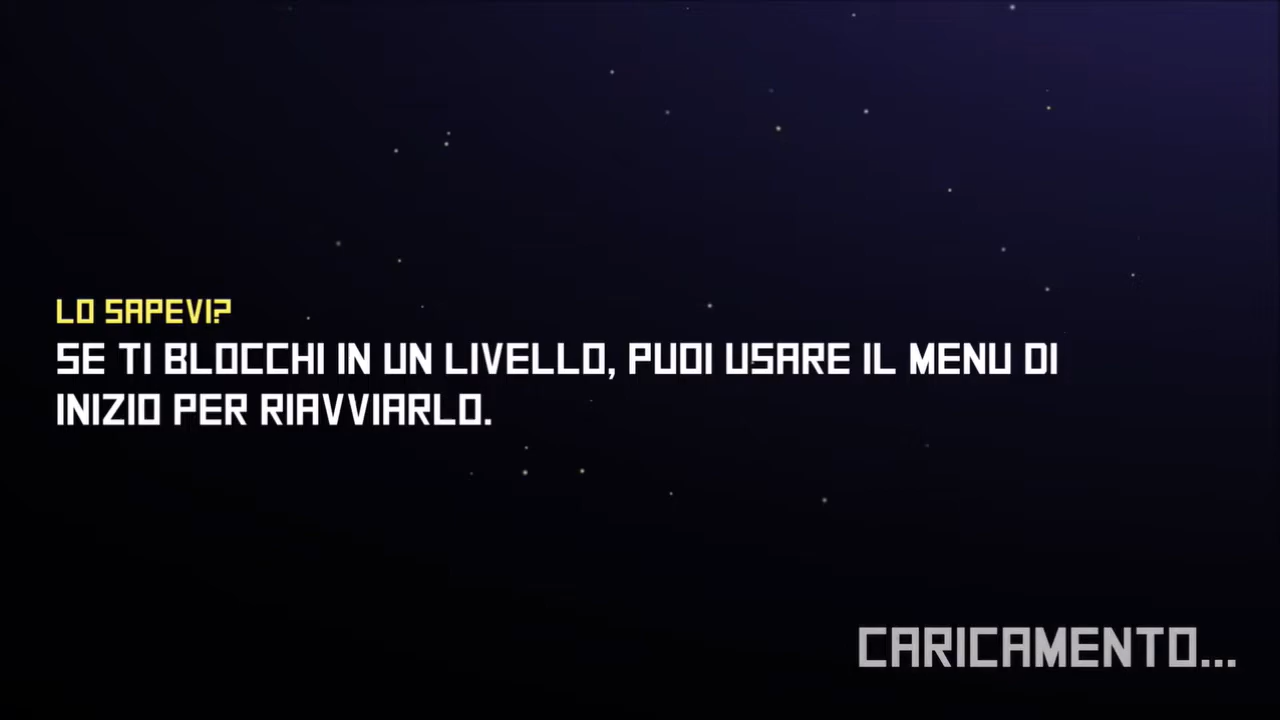 LO SAPEVI?
SE TI BLOCCHI IN UN LIVELLO, PUOI USARE IL MENU DI
INIZIO PER RIAVVIARLO.
CARICAMENTO...